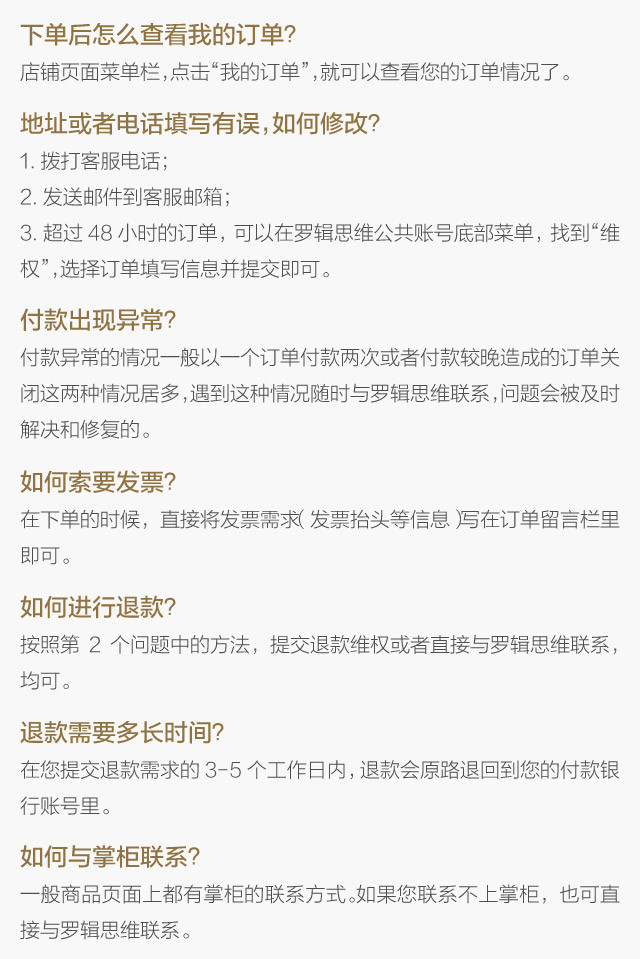 下单后怎么查看我的订单?
店铺页面菜单栏,点击“我的订单”,就可以查看您的订单情况了。
地址或者电话填写有误,如何修改?
1. 拨打客服电话;
2. 发送邮件到客服邮箱;
3. 超过 48 小时的订单, 可以在罗辑思维公共账号底部菜单, 找到“维
权”,选择订单填写信息并提交即可。
付款出现异常?
付款异常的情况一般以一个订单付款两次或者付款较晚造成的订单关
闭这两种情况居多,遇到这种情况随时与罗辑思维联系,问题会被及时
解决和修复的。
如何索要发票?
在下单的时候, 直接将发票需求( 发票抬头等信息 )写在订单留言栏里
即可。
如何进行退款?
按照第 2 个问题中的方法, 提交退款维权或者直接与罗辑思维联系,
均可。
退款需要多长时间?
在您提交退款需求的 3-5 个工作日内,退款会原路退回到您的付款银
行账号里。
如何与掌柜联系?
一般商品页面上都有掌柜的联系方式。如果您联系不上掌柜, 也可直
接与罗辑思维联系。